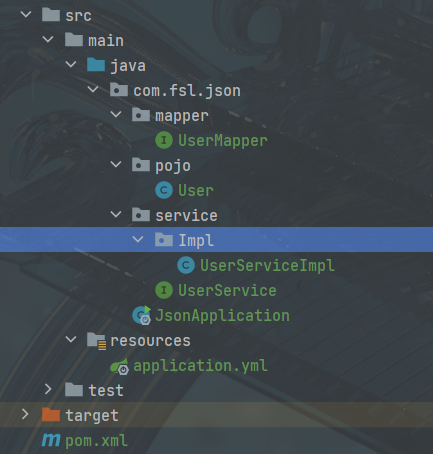 src
main
java
com.fsl.json
mapper
UserMapper
pojo
User
service
Impl
UserServiceImpl
UserService
JsonApplication
resources
application.yml
test
target
pom.xml